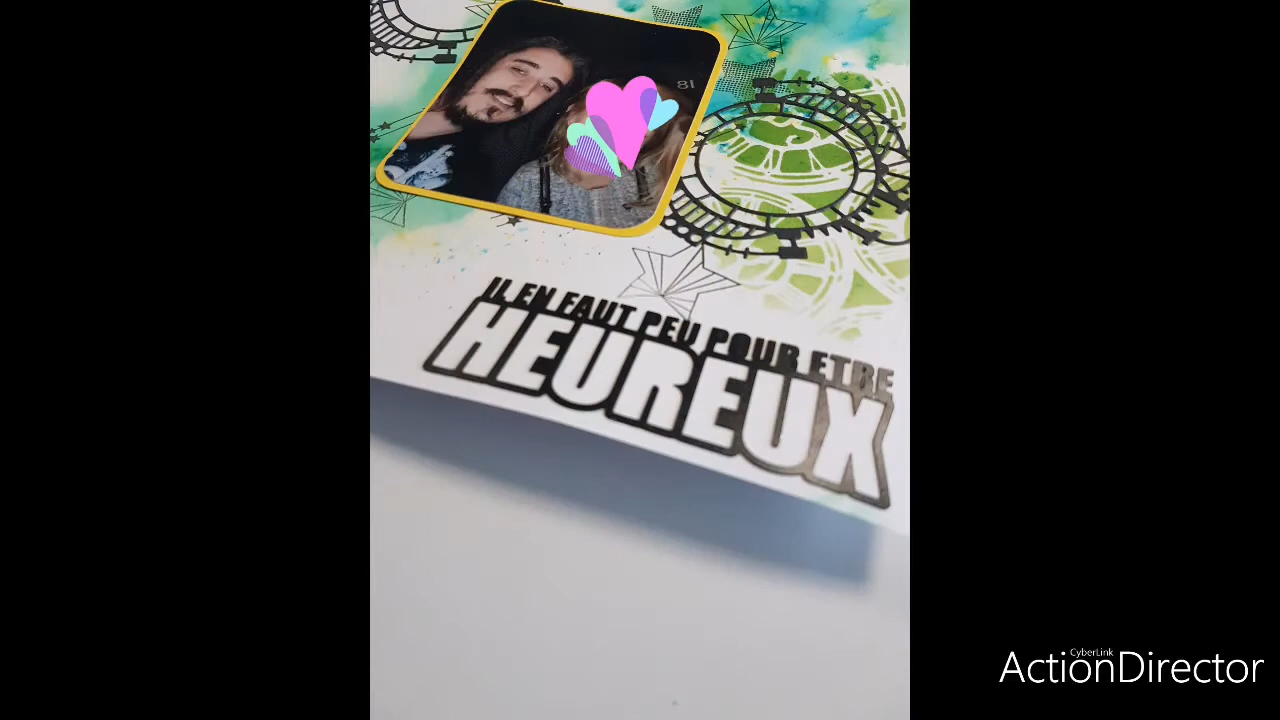 18
IL EN FAUT PEU POUR ETRE
HEUREUX
CyberLink
ActionDirector